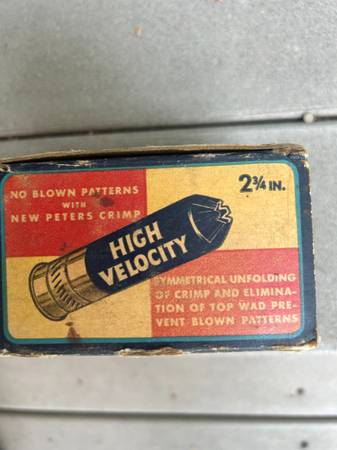 NO BLOWN PATTERNS
WITH
NEW PETERS CRIMP
2¾ IN.
HIGH
VELOCITY
SYMMETRICAL UNFOLDING
OF CRIMP AND ELIMINA-
TION OF TOP WAD PRE-
VENT BLOWN PATTERNS